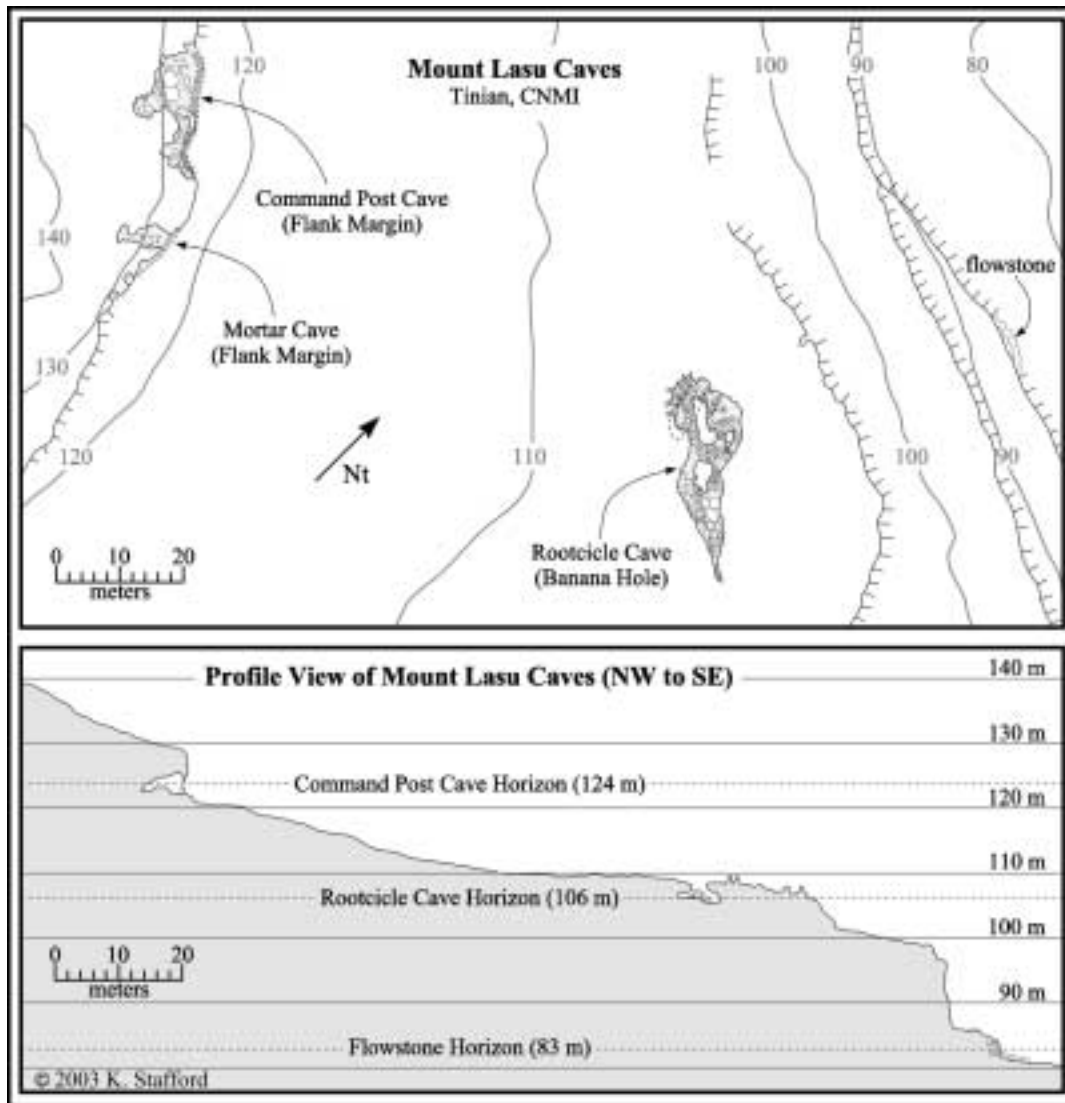 120
Mount Lasu Caves
Tinian, CNMI
100
90
80
Command Post Cave
(Flank Margin)
140
flowstone
Mortar Cave
(Flank Margin)
130
120
Nt
110
100
90
Rootcicle Cave
(Banana Hole)
0 10 20
meters
Profile View of Mount Lasu Caves (NW to SE)
140 m
130 m
Command Post Cave Horizon (124 m)
120 m
110 m
Rootcicle Cave Horizon (106 m)
100 m
0 10 20
meters
90 m
Flowstone Horizon (83 m)
© 2003 K. Stafford